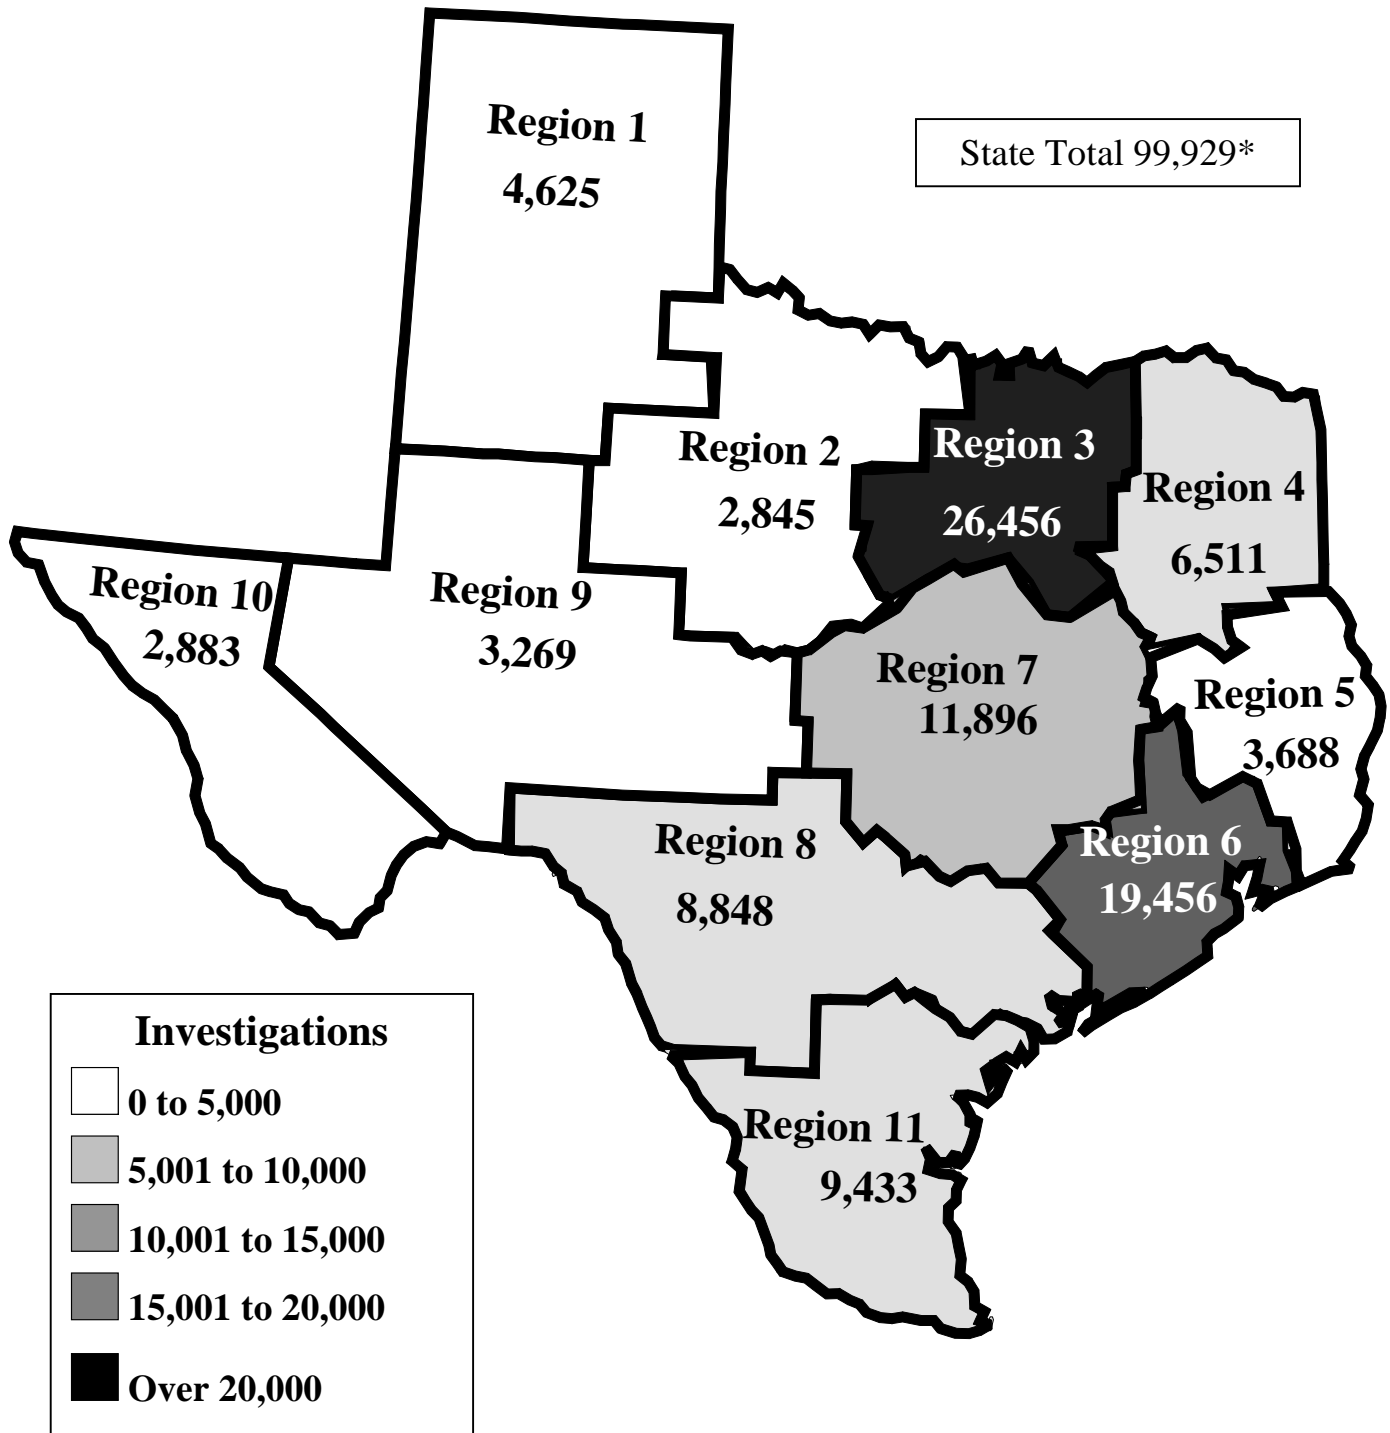 Region 1
4,625
State Total 99,929*
Region 2
2,845
Region 3
26,456
Region 4
6,511
Region 10
2,883
Region 9
3,269
Region 7
11,896
Region 5
3,688
Region 8
8,848
Region 6
19,456
Region 11
9,433
Investigations
0 to 5,000
5,001 to 10,000
10,001 to 15,000
15,001 to 20,000
Over 20,000